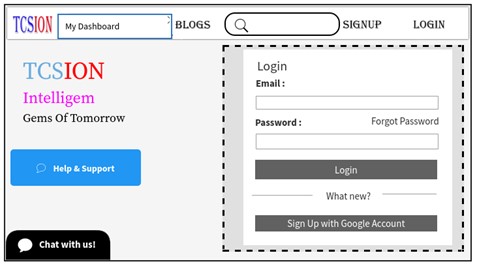 TCSION
My Dashboard
BLOGS
SIGNUP
LOGIN
TCSION
Intelligem
Gems Of Tomorrow
Help & Support
Chat with us!
Login
Email :
Password :
Forgot Password
Login
What new?
Sign Up with Google Account